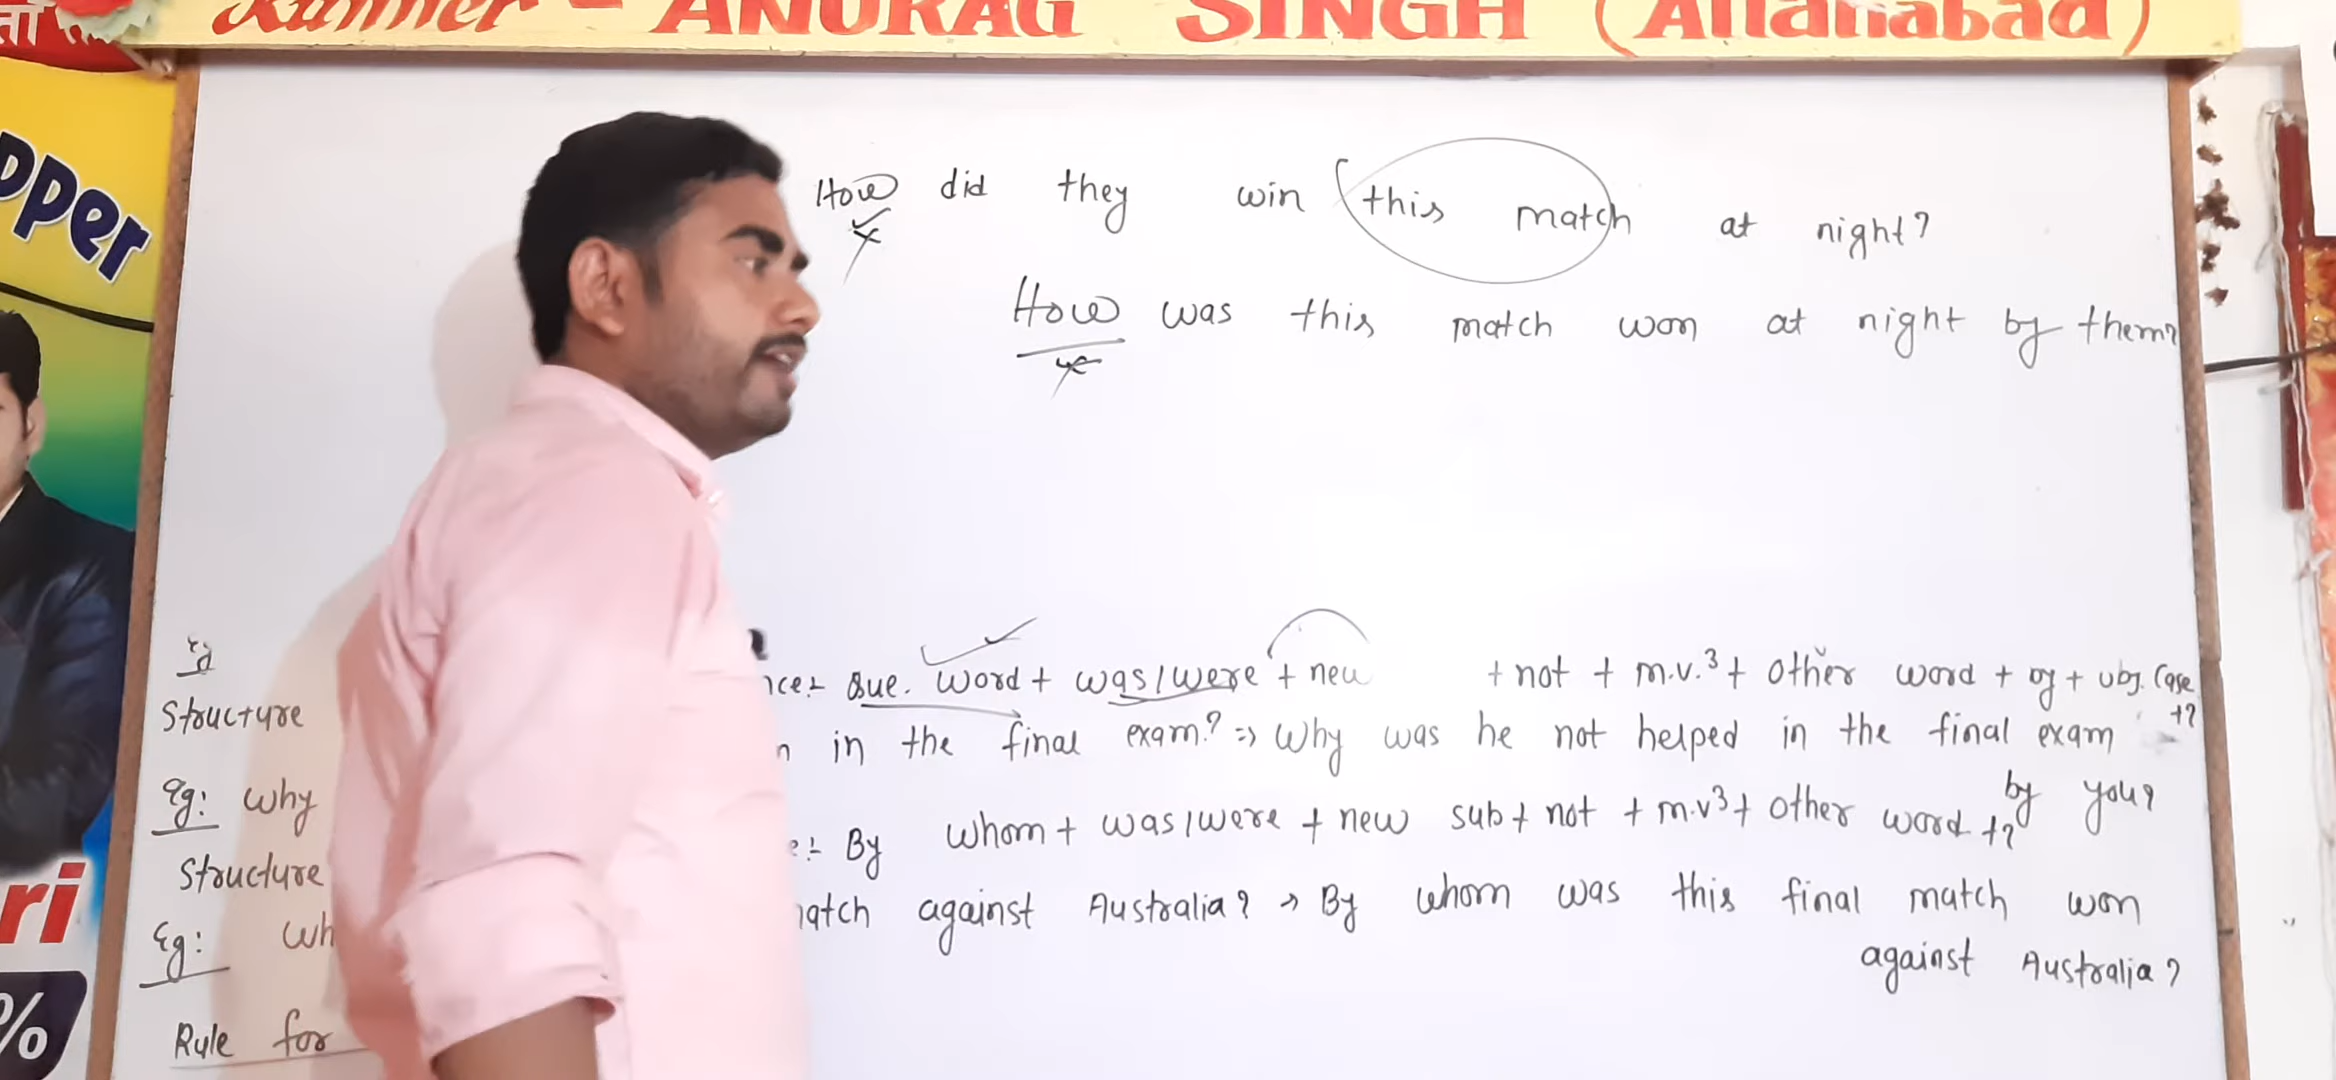 ANURAG SINGH (Allahabad)
pper
ri
%
How did they win this match at night?
How was this match won at night by them?
Structure
Que. word + was/were + new + not + m.v.3 + other word + by + obj. Case + ?
Eg: Why in the final exam? => Why was he not helped in the final exam by you?
Structure By whom + was/were + new sub + not + m.v3 + other word + ?
Eg: Wh atch against Australia? → By whom was this final match won against Australia?
Rule for